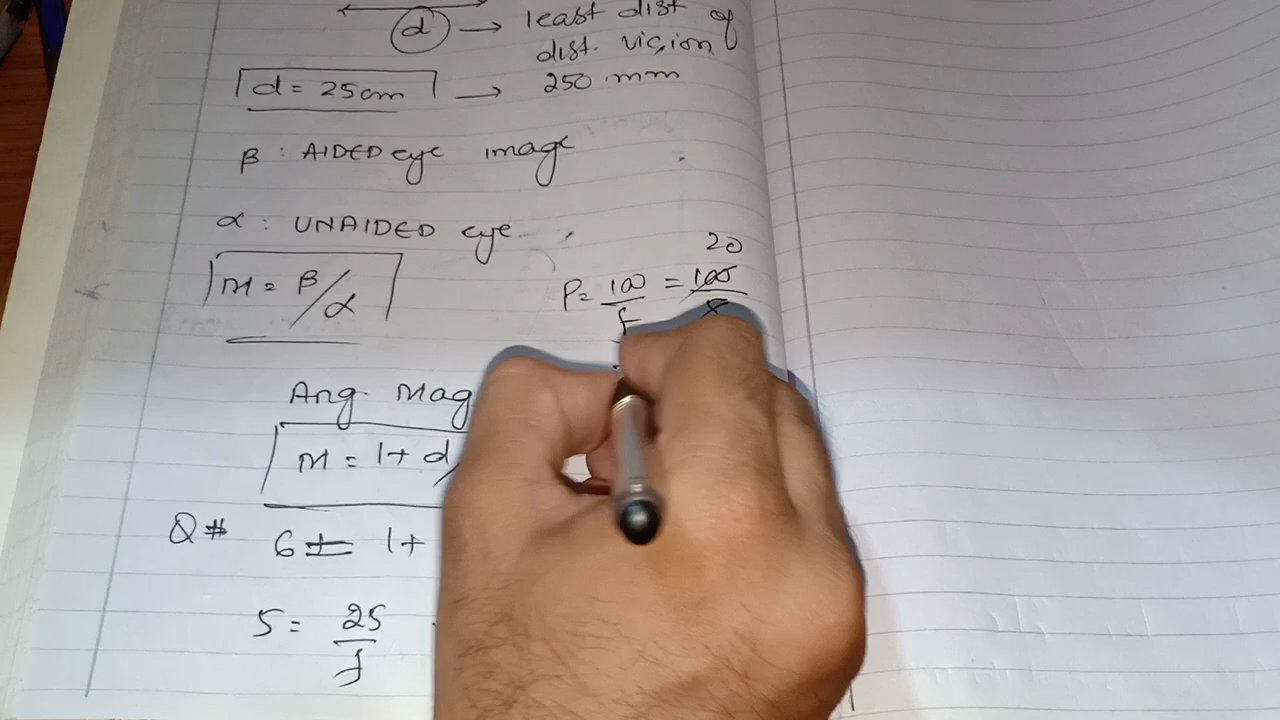 d → least dist of
dist. vision
d = 25cm → 250 mm
β : AIDED eye image
α : UNAIDED eye
M = β/α
20
P = 100/f = 100/5
Ang. Mag
M = 1+ d/
Q# 6 = 1+
5 = 25/f